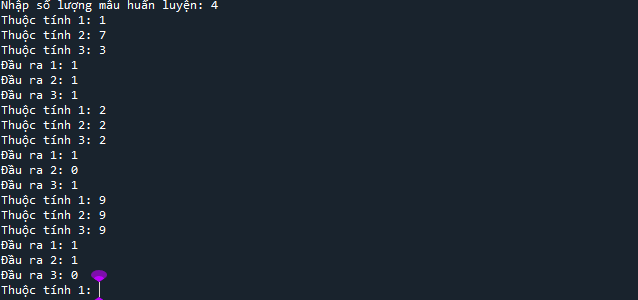 Nhập số lượng mẫu huấn luyện: 4
Thuộc tính 1: 1
Thuộc tính 2: 7
Thuộc tính 3: 3
Đầu ra 1: 1
Đầu ra 2: 1
Đầu ra 3: 1
Thuộc tính 1: 2
Thuộc tính 2: 2
Thuộc tính 3: 2
Đầu ra 1: 1
Đầu ra 2: 0
Đầu ra 3: 1
Thuộc tính 1: 9
Thuộc tính 2: 9
Thuộc tính 3: 9
Đầu ra 1: 1
Đầu ra 2: 1
Đầu ra 3: 0
Thuộc tính 1: